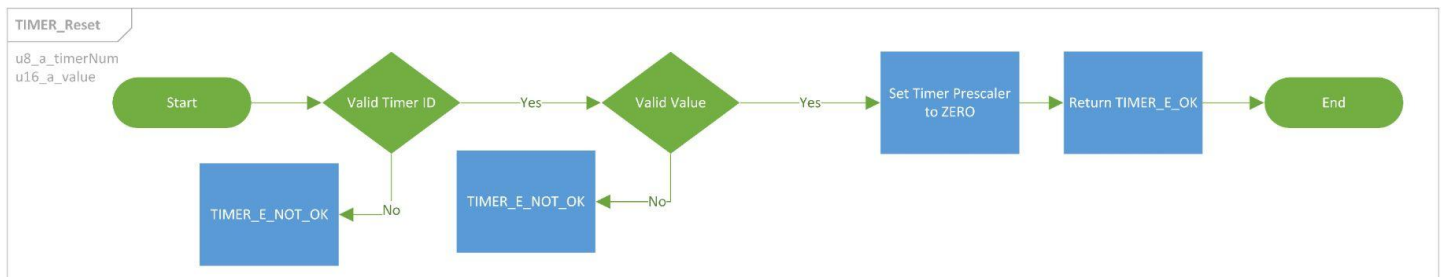 TIMER_Reset
u8_a_timerNum
u16_a_value
Start
Valid Timer ID
Yes
Valid Value
Yes
Set Timer Prescaler
to ZERO
Return TIMER_E_OK
End
No
TIMER_E_NOT_OK
No
TIMER_E_NOT_OK